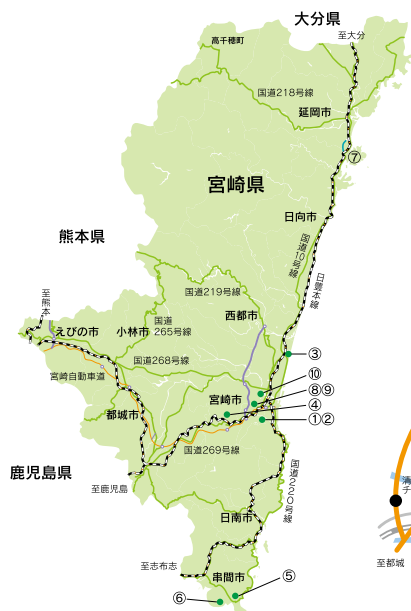 大分県
至大分
高千穂町
国道218号線
延岡市
⑦
宮崎県
日向市
熊本県
国道10号線
日豊本線
国道219号線
至熊本
西都市
えびの市
小林市
国道
265号線
国道268号線
③
宮崎自動車道
⑩
宮崎市
⑧⑨
④
都城市
①②
国道269号線
鹿児島県
国道220号線
至鹿児島
日南市
至志布志
至都城
串間市
⑤
⑥